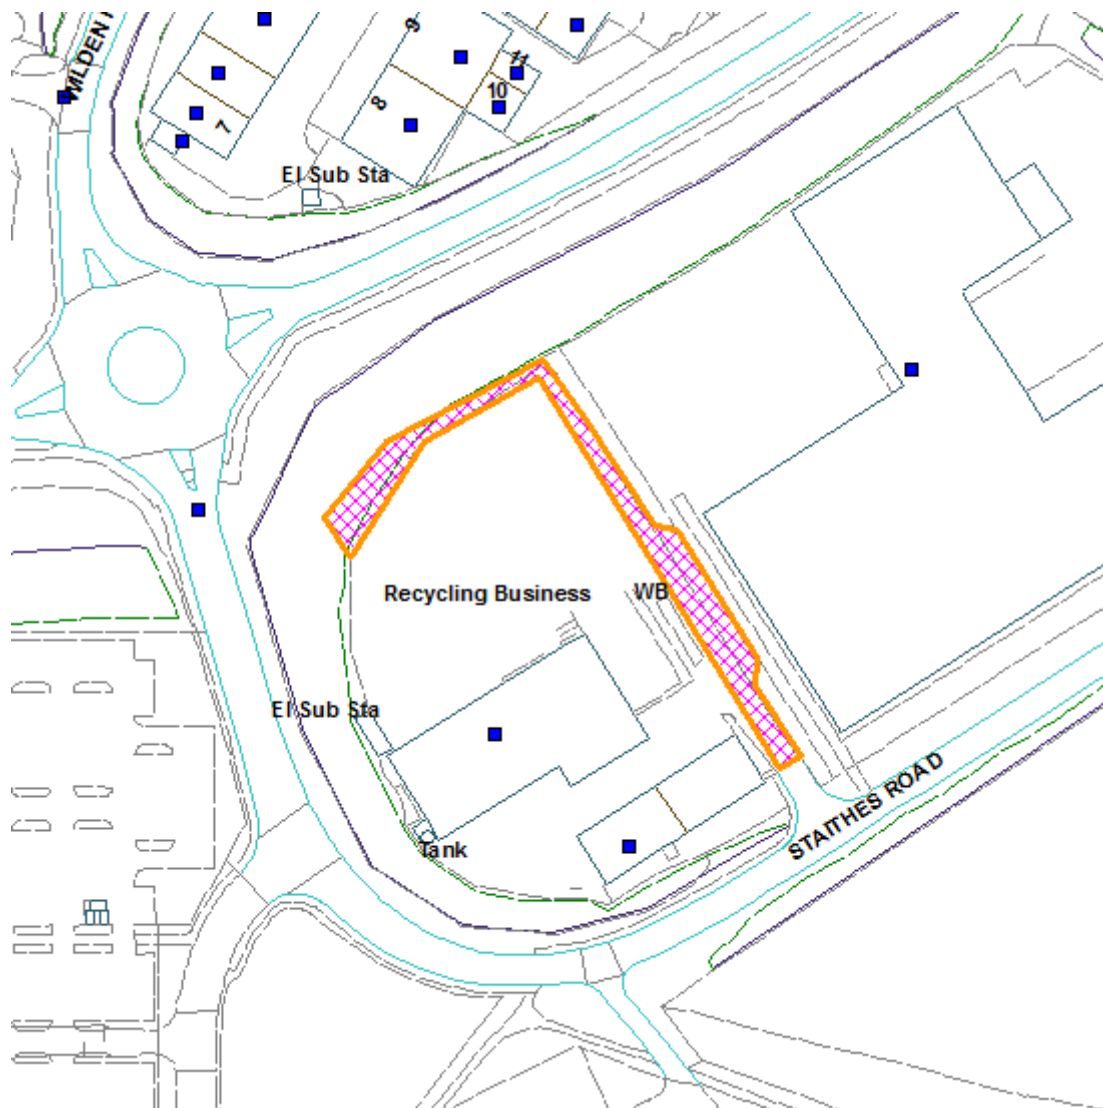 9
11
10
8
7
El Sub Sta
Recycling Business
WB
El Sub Sta
STAITHES ROAD
Tank